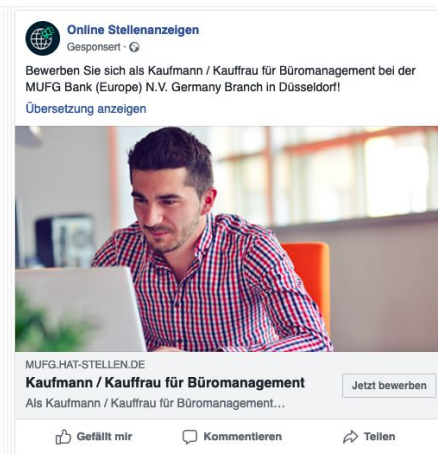 Online Stellenanzeigen
Gesponsert ·
Bewerben Sie sich als Kaufmann / Kauffrau für Büromanagement bei der
MUFG Bank (Europe) N.V. Germany Branch in Düsseldorf!
Übersetzung anzeigen
MUFG.HAT-STELLEN.DE
Kaufmann / Kauffrau für Büromanagement
Als Kaufmann / Kauffrau für Büromanagement…
Jetzt bewerben
Gefällt mir
Kommentieren
Teilen